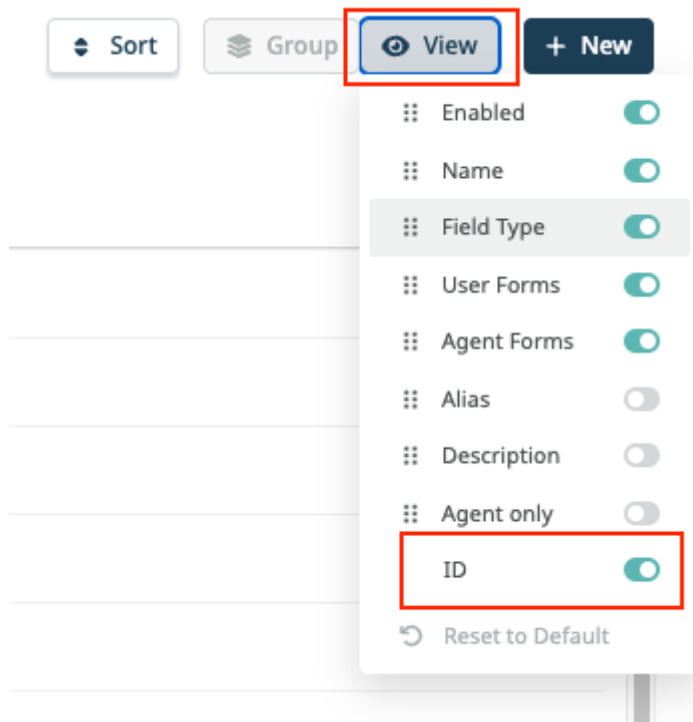 Sort
Group
View
+ New
Enabled
Name
Field Type
User Forms
Agent Forms
Alias
Description
Agent only
ID
Reset to Default